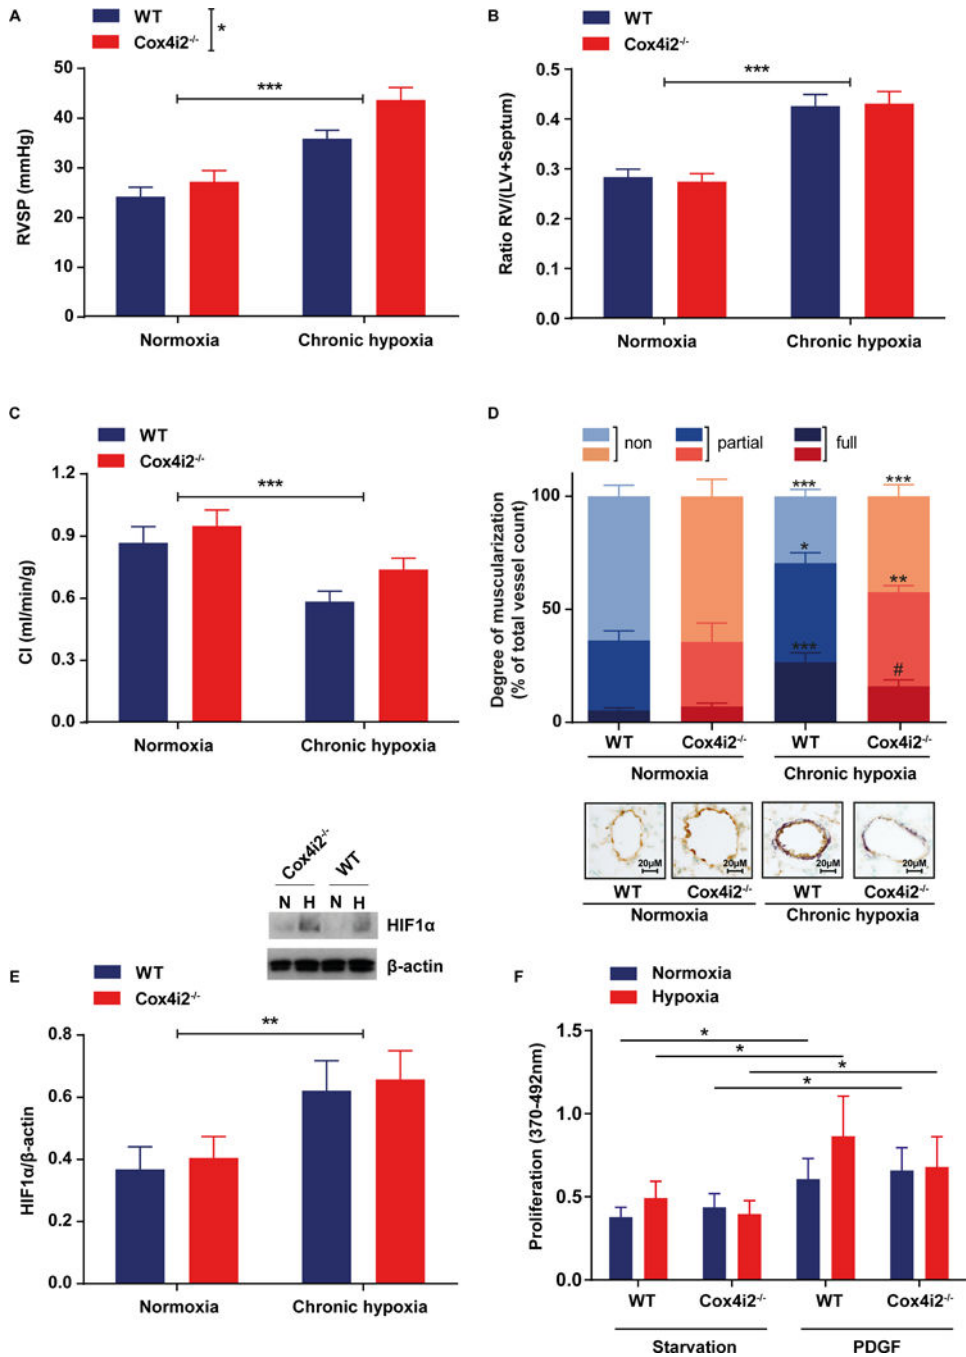 A
WT
Cox4i2-/-
*
RVSP (mmHg)
50
40
30
20
10
0
***
Normoxia
Chronic hypoxia
B
WT
Cox4i2-/-
Ratio RV/(LV+Septum)
0.5
0.4
0.3
0.2
0.1
0.0
***
Normoxia
Chronic hypoxia
C
WT
Cox4i2-/-
CI (ml/min/g)
1.2
0.9
0.6
0.3
0.0
***
Normoxia
Chronic hypoxia
D
non
partial
full
Degree of muscularization
(% of total vessel count)
100
50
0
***
*
***
***
**
#
WT
Cox4i2-/-
WT
Cox4i2-/-
Normoxia
Chronic hypoxia
20μM
20μM
20μM
20μM
WT
Cox4i2-/-
WT
Cox4i2-/-
Normoxia
Chronic hypoxia
Cox4i2-/-
WT
N H N H
HIF1α
β-actin
E
WT
Cox4i2-/-
HIF1α/β-actin
0.8
0.6
0.4
0.2
0.0
**
Normoxia
Chronic hypoxia
F
Normoxia
Hypoxia
Proliferation (370-492nm)
1.5
1.0
0.5
0.0
*
*
*
*
WT
Cox4i2-/-
WT
Cox4i2-/-
Starvation
PDGF